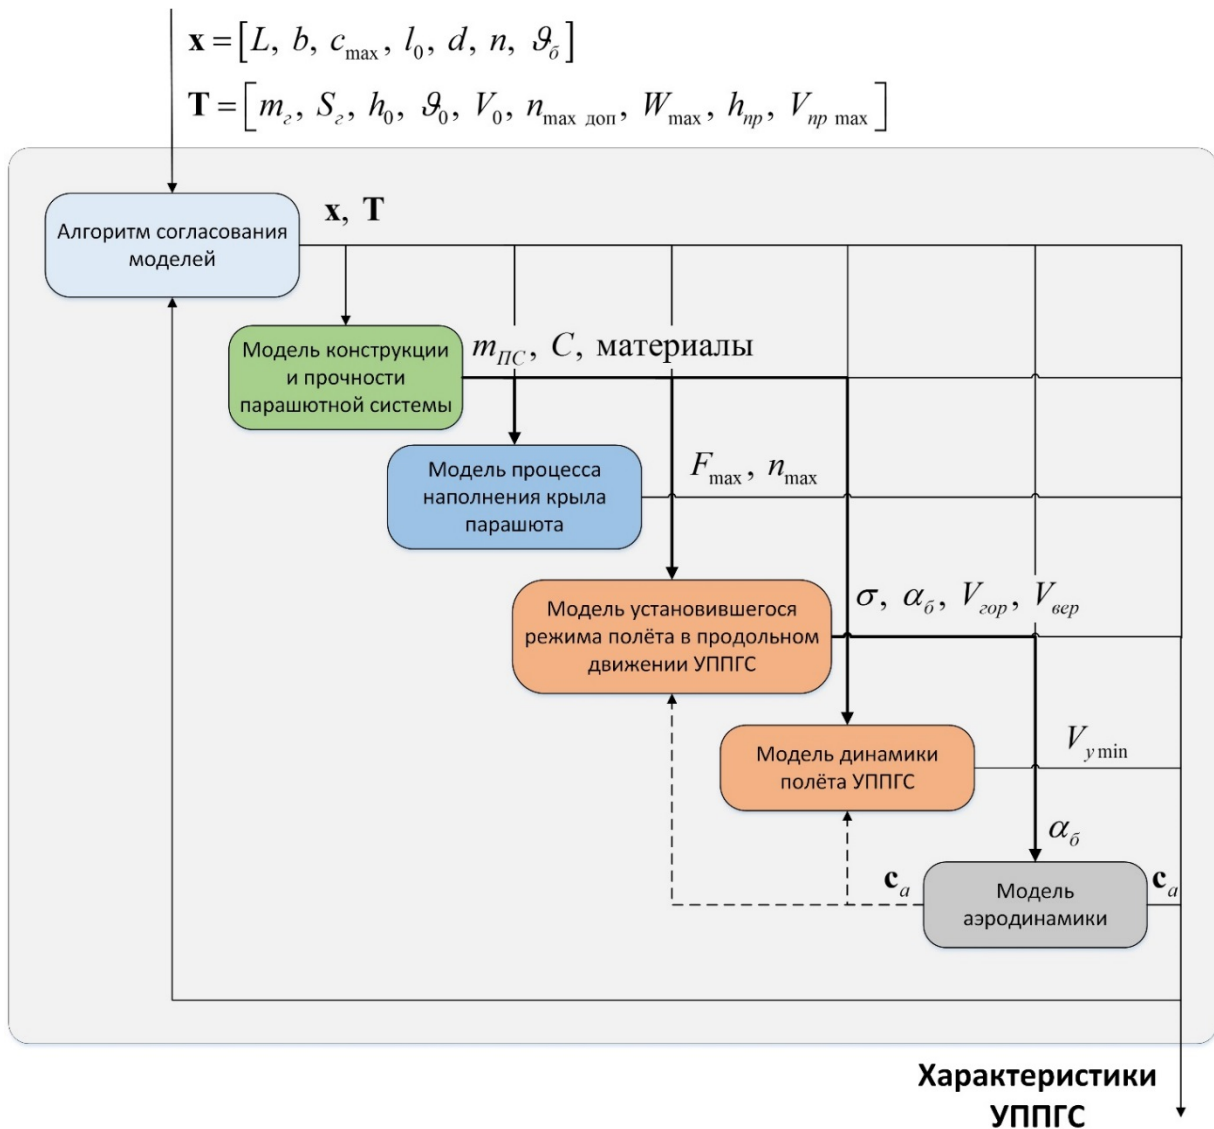 x = [L, b, c_max, l_0, d, n, ϑ_б]
T = [m_г, S_г, h_0, ϑ_0, V_0, n_max доп, W_max, h_пр, V_пр max]
Алгоритм согласования
моделей
x, T
Модель конструкции
и прочности
парашютной системы
m_ПС, C, материалы
Модель процесса
наполнения крыла
парашюта
F_max, n_max
Модель установившегося
режима полёта в продольном
движении УППГС
σ, α_б, V_гор, V_вер
Модель динамики
полёта УППГС
V_y min
α_б
c_a
Модель
аэродинамики
c_a
Характеристики
УППГС